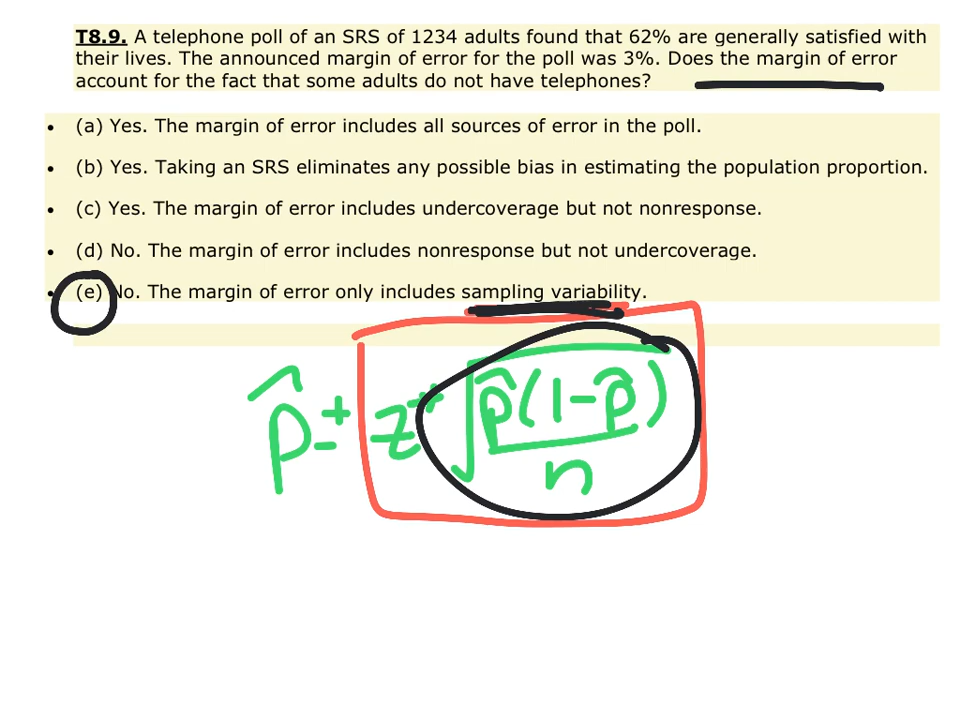 T8.9. A telephone poll of an SRS of 1234 adults found that 62% are generally satisfied with
their lives. The announced margin of error for the poll was 3%. Does the margin of error
account for the fact that some adults do not have telephones?
• (a) Yes. The margin of error includes all sources of error in the poll.
• (b) Yes. Taking an SRS eliminates any possible bias in estimating the population proportion.
• (c) Yes. The margin of error includes undercoverage but not nonresponse.
• (d) No. The margin of error includes nonresponse but not undercoverage.
• (e) No. The margin of error only includes sampling variability.
p̂ ± z* √(p̂(1-p̂)/n)